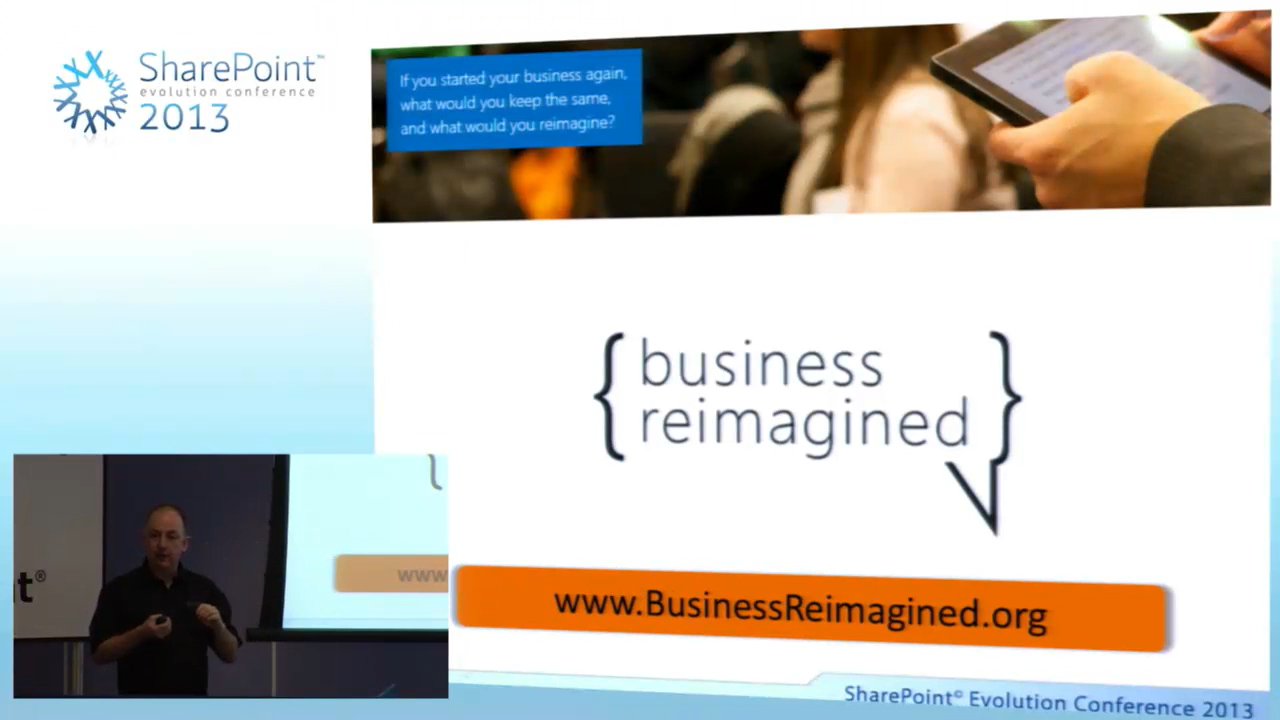 SharePoint™
evolution conference
2013
If you started your business again,
what would you keep the same,
and what would you reimagine?
{ business }
reimagined
www
t®
www.BusinessReimagined.org
SharePoint® Evolution Conference 2013